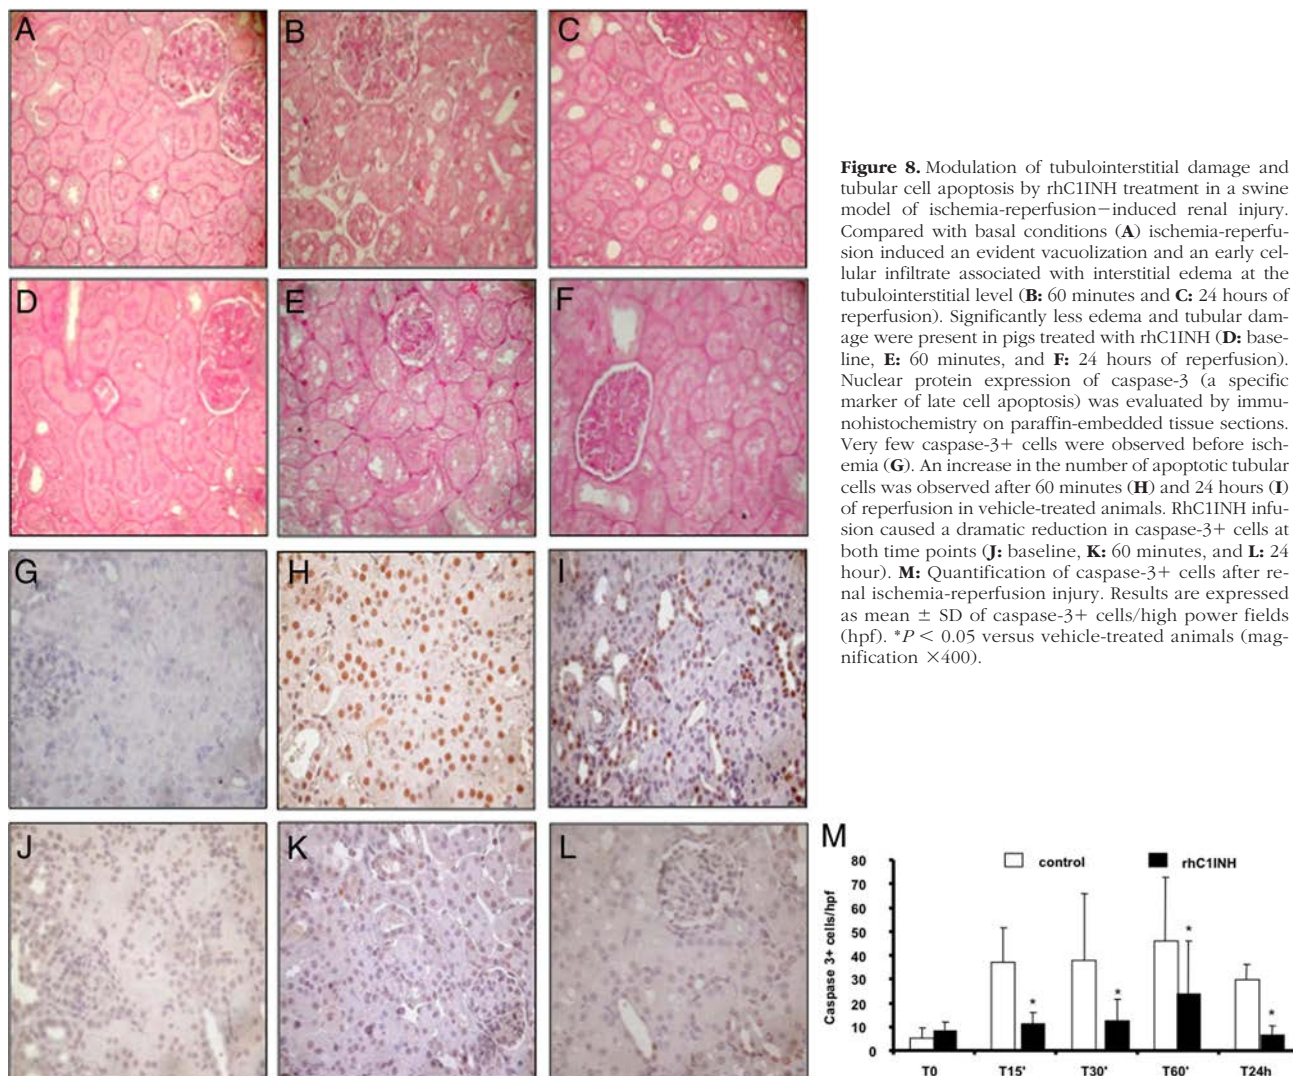 A
B
C
D
E
F
G
H
I
J
K
L
Figure 8. Modulation of tubulointerstitial damage and
tubular cell apoptosis by rhC1INH treatment in a swine
model of ischemia-reperfusion−induced renal injury.
Compared with basal conditions (A) ischemia-reperfu-
sion induced an evident vacuolization and an early cel-
lular infiltrate associated with interstitial edema at the
tubulointerstitial level (B: 60 minutes and C: 24 hours of
reperfusion). Significantly less edema and tubular dam-
age were present in pigs treated with rhC1INH (D: base-
line, E: 60 minutes, and F: 24 hours of reperfusion).
Nuclear protein expression of caspase-3 (a specific
marker of late cell apoptosis) was evaluated by immu-
nohistochemistry on paraffin-embedded tissue sections.
Very few caspase-3+ cells were observed before isch-
emia (G). An increase in the number of apoptotic tubular
cells was observed after 60 minutes (H) and 24 hours (I)
of reperfusion in vehicle-treated animals. RhC1INH infu-
sion caused a dramatic reduction in caspase-3+ cells at
both time points (J: baseline, K: 60 minutes, and L: 24
hour). M: Quantification of caspase-3+ cells after re-
nal ischemia-reperfusion injury. Results are expressed
as mean ± SD of caspase-3+ cells/high power fields
(hpf). *P < 0.05 versus vehicle-treated animals (mag-
nification ×400).
M
control rhC1INH
Caspase 3+ cells/hpf
80
70
60
50
40
30
20
10
0
* * * *
T0 T15' T30' T60' T24h